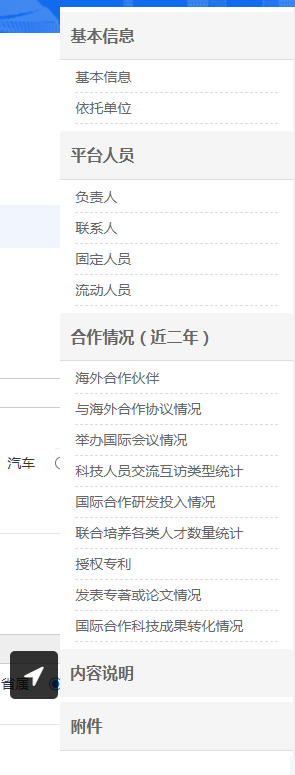 基本信息
基本信息
依托单位
平台人员
负责人
联系人
固定人员
流动人员
合作情况（近二年）
海外合作伙伴
与海外合作协议情况
举办国际会议情况
汽车
科技人员交流互访类型统计
国际合作研发投入情况
联合培养各类人才数量统计
授权专利
发表专著或论文情况
国际合作科技成果转化情况
内容说明
省属
附件